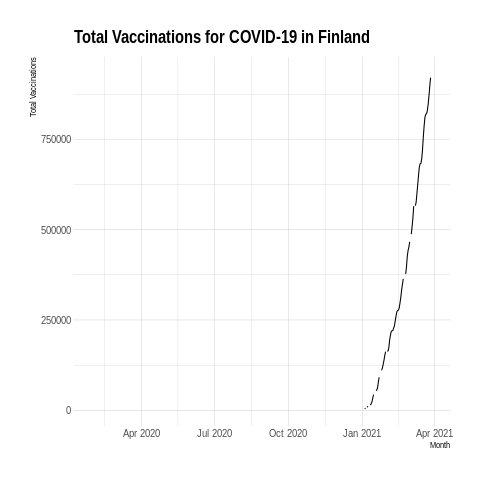 Total Vaccinations for COVID-19 in Finland
Total Vaccinations
750000
500000
250000
0
Apr 2020
Jul 2020
Oct 2020
Jan 2021
Apr 2021
Month